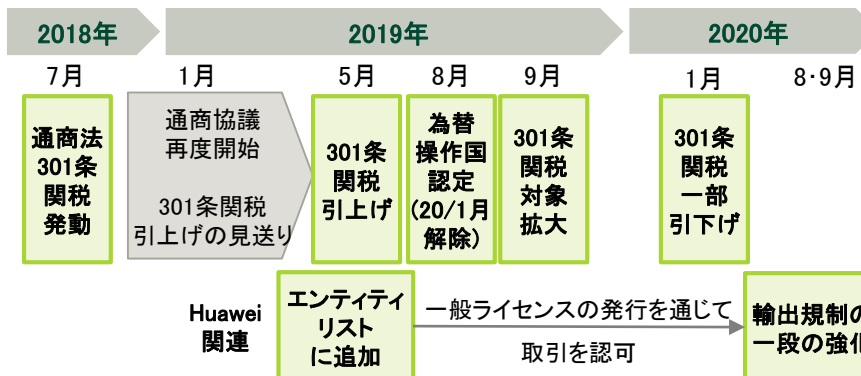 2018年
2019年
2020年
7月
1月
5月
8月
9月
1月
8・9月
通商法
301条
関税
発動
通商協議
再度開始
301条関税
引上げの見送り
301条
関税
引上げ
為替
操作国
認定
(20/1月
解除)
301条
関税
対象
拡大
301条
関税
一部
引下げ
Huawei
関連
エンティティ
リスト
に追加
一般ライセンスの発行を通じて
取引を認可
輸出規制の
一段の強化